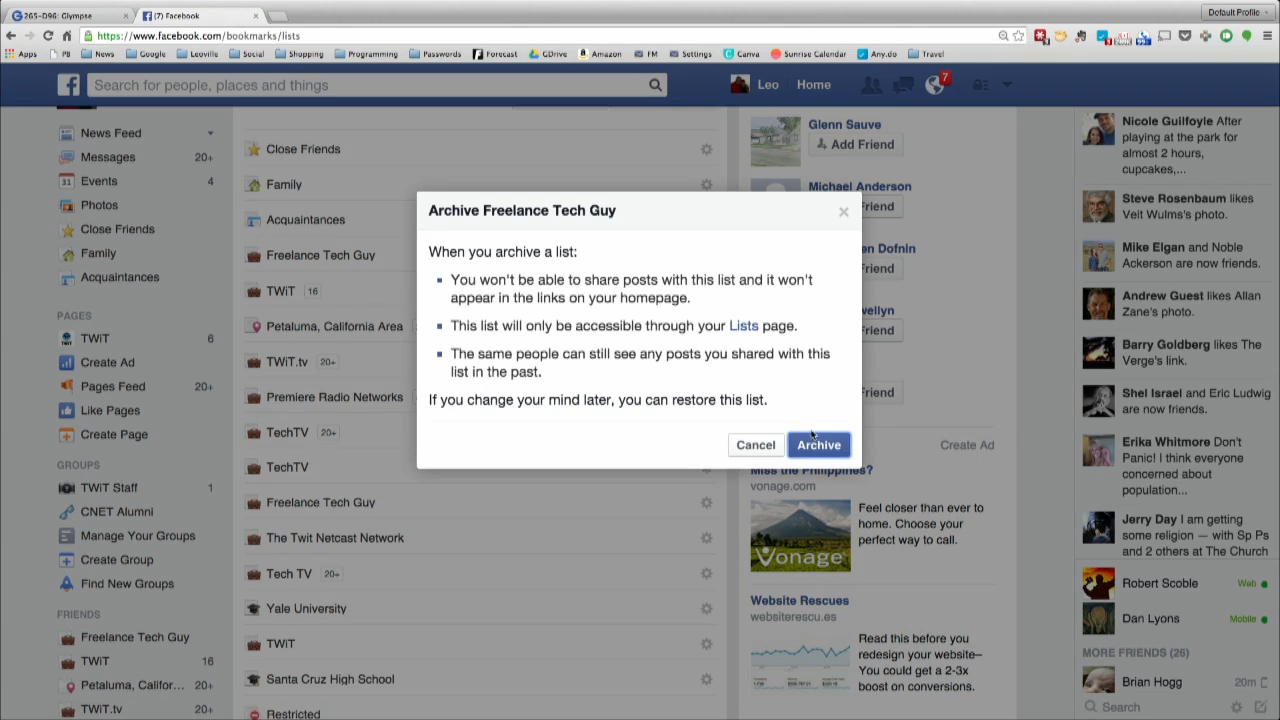 265-D96: Glympse
(7) Facebook
Default Profile
https://www.facebook.com/bookmarks/lists
Apps
PB
News
Google
Leoville
Social
Shopping
Programming
Passwords
Forecast
GDrive
Amazon
FM
Settings
Canva
Sunrise Calendar
Any.do
Travel
Search for people, places and things
Leo
Home
7
News Feed
Messages 20+
Events 4
Photos
Close Friends
Family
Acquaintances
PAGES
TWiT 6
Create Ad
Pages Feed 20+
Like Pages
Create Page
GROUPS
TWiT Staff 1
CNET Alumni
Manage Your Groups
Create Group
Find New Groups
FRIENDS
Freelance Tech Guy
TWiT 16
Petaluma, Califor... 20+
TWiT.tv 20+
Close Friends
Family
Acquaintances
Freelance Tech Guy
TWiT 16
Petaluma, California Area
TWiT.tv 20+
Premiere Radio Networks
TechTV 20+
TechTV
Freelance Tech Guy
The Twit Netcast Network
Tech TV 20+
Yale University
TWiT
Santa Cruz High School
Restricted
Archive Freelance Tech Guy
When you archive a list:
You won't be able to share posts with this list and it won't
appear in the links on your homepage.
This list will only be accessible through your Lists page.
The same people can still see any posts you shared with this
list in the past.
If you change your mind later, you can restore this list.
Cancel
Archive
Glenn Sauve
Add Friend
Michael Anderson
Friend
Dofnin
Friend
Friend
Friend
Create Ad
Miss the Philippines?
vonage.com
Vonage
Feel closer than ever to
home. Choose your
perfect way to call.
Website Rescues
websiterescu.es
Read this before you
redesign your website—
You could get a 2-3x
boost on conversions.
Nicole Guilfoyle After
playing at the park for
almost 2 hours,
cupcakes,...
Steve Rosenbaum likes
Veit Wulms's photo.
Mike Elgan and Noble
Ackerson are now friends.
Andrew Guest likes Allan
Zane's photo.
Barry Goldberg likes The
Verge's link.
Shel Israel and Eric Ludwig
are now friends.
Erika Whitmore Don't
Panic! I think everyone
concerned about
population...
Jerry Day I am getting
some religion — with Sp Ps
and 2 others at The Church
Robert Scoble Web
Dan Lyons Mobile
MORE FRIENDS (26)
Brian Hogg 20m
Search